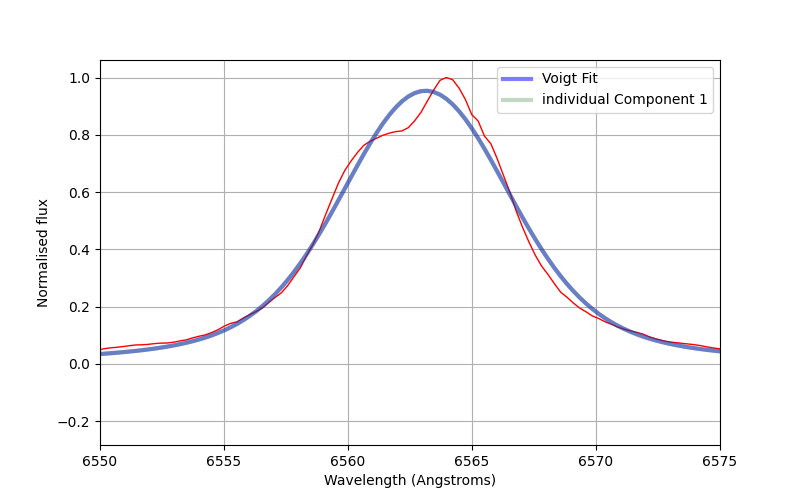 Voigt Fit
individual Component 1
Normalised flux
1.0
0.8
0.6
0.4
0.2
0.0
−0.2
6550 6555 6560 6565 6570 6575
Wavelength (Angstroms)